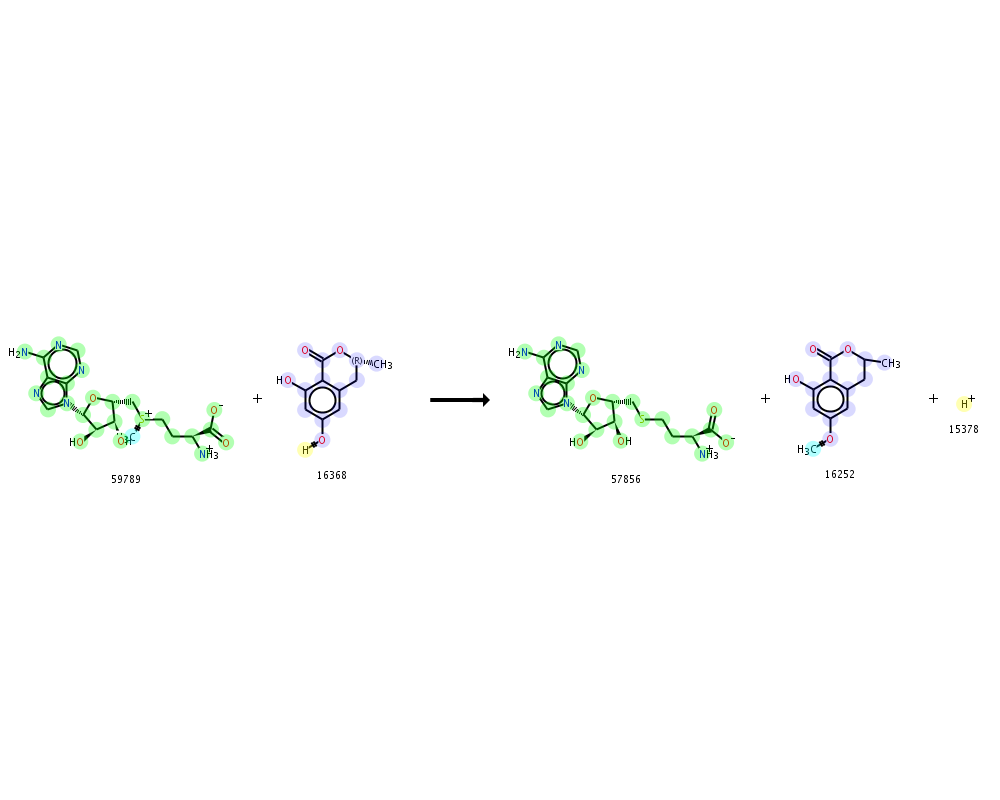 H₂N N N N N O S⁺ O⁻ O HO OH H₃C NH₃⁺
59789
+
O O (R) CH₃ HO O H
16368
H₂N N N N N O S O O⁻ HO OH NH₃⁺
57856
+
O O CH₃ HO O H₃C
16252
+
H⁺
15378